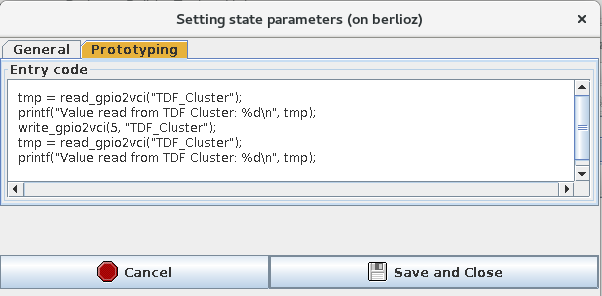 Setting state parameters (on berlioz)
General
Prototyping
Entry code
tmp = read_gpio2vci("TDF_Cluster");
printf("Value read from TDF Cluster: %d\n", tmp);
write_gpio2vci(5, "TDF_Cluster");
tmp = read_gpio2vci("TDF_Cluster");
printf("Value read from TDF Cluster: %d\n", tmp);
Cancel
Save and Close